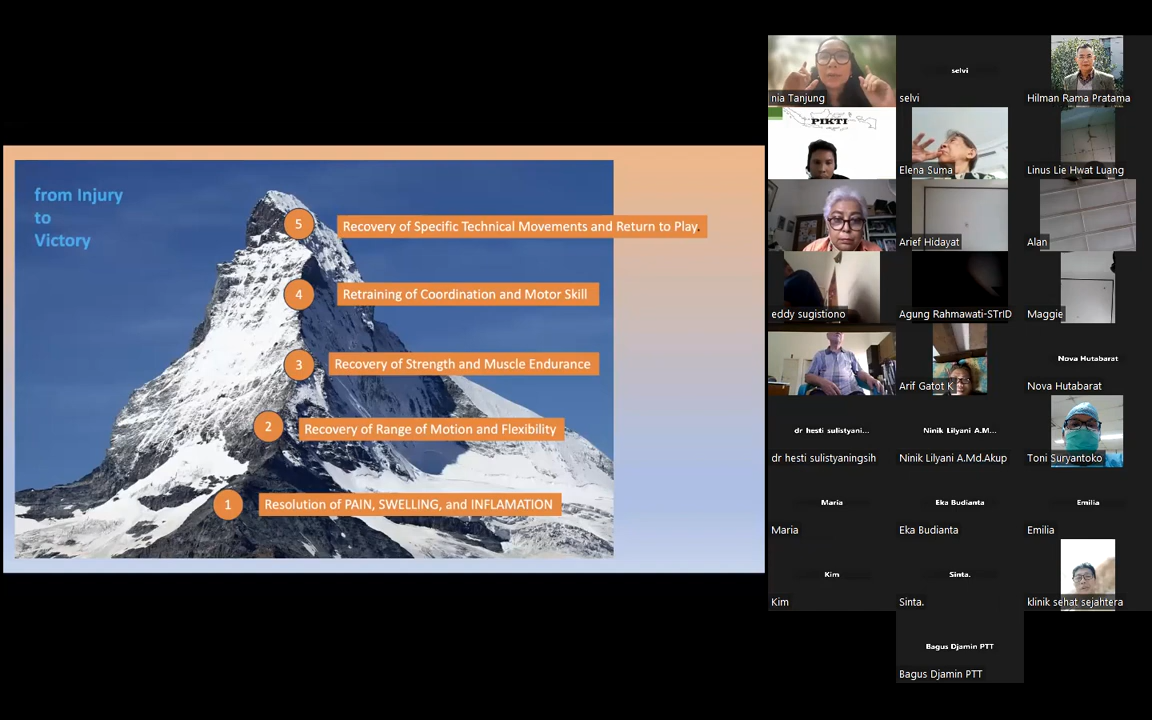 from Injury
to
Victory
5
Recovery of Specific Technical Movements and Return to Play.
4
Retraining of Coordination and Motor Skill
3
Recovery of Strength and Muscle Endurance
2
Recovery of Range of Motion and Flexibility
1
Resolution of PAIN, SWELLING, and INFLAMATION
nia Tanjung
selvi
selvi
Hilman Rama Pratama
PIKTI
Elena Suma
Linus Lie Hwat Luang
Arief Hidayat
Alan
eddy sugistiono
Agung Rahmawati-STrID
Maggie
Arif Gatot K
Nova Hutabarat
Nova Hutabarat
dr hesti sulistyani...
dr hesti sulistyaningsih
Ninik Lilyani A.M...
Ninik Lilyani A.Md.Akup
Toni Suryantoko
Maria
Maria
Eka Budianta
Eka Budianta
Emilia
Emilia
Kim
Kim
Sinta.
Sinta.
klinik sehat sejahtera
Bagus Djamin PTT
Bagus Djamin PTT